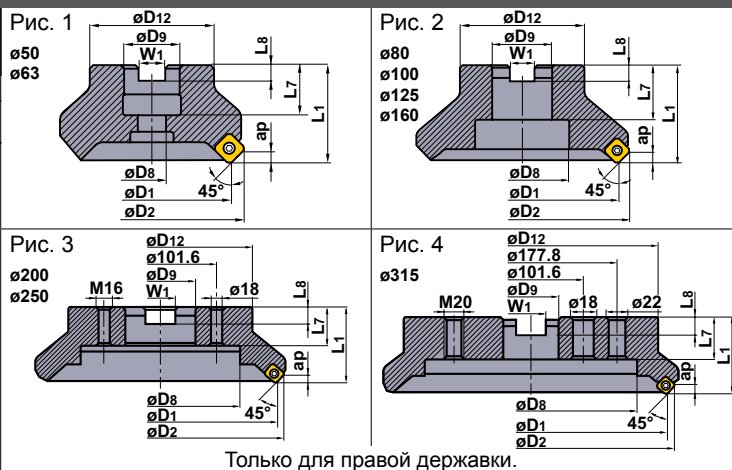 Рис. 1
ø50
ø63
øD12
øD9
W1
L8
L7
L1
ap
45°
øD8
øD1
øD2
Рис. 2
ø80
ø100
ø125
ø160
øD12
øD9
W1
L8
L7
L1
ap
45°
øD8
øD1
øD2
Рис. 3
ø200
ø250
øD12
ø101.6
M16
øD9
ø18
W1
L8
L7
L1
ap
45°
øD8
øD1
øD2
Рис. 4
ø315
øD12
ø177.8
ø101.6
M20
øD9
ø18
ø22
W1
L8
L7
L1
ap
45°
øD8
øD1
øD2
Только для правой державки.